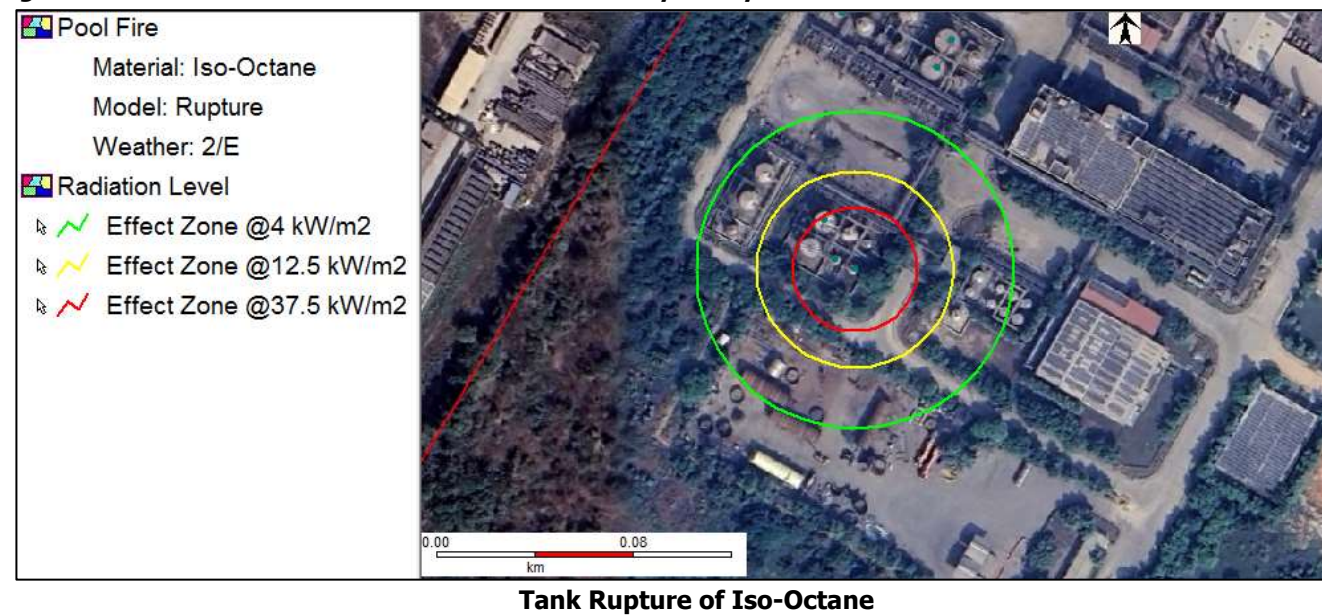 Pool Fire
Material: Iso-Octane
Model: Rupture
Weather: 2/E
Radiation Level
Effect Zone @4 kW/m2
Effect Zone @12.5 kW/m2
Effect Zone @37.5 kW/m2
0.00 0.08
km
Tank Rupture of Iso-Octane